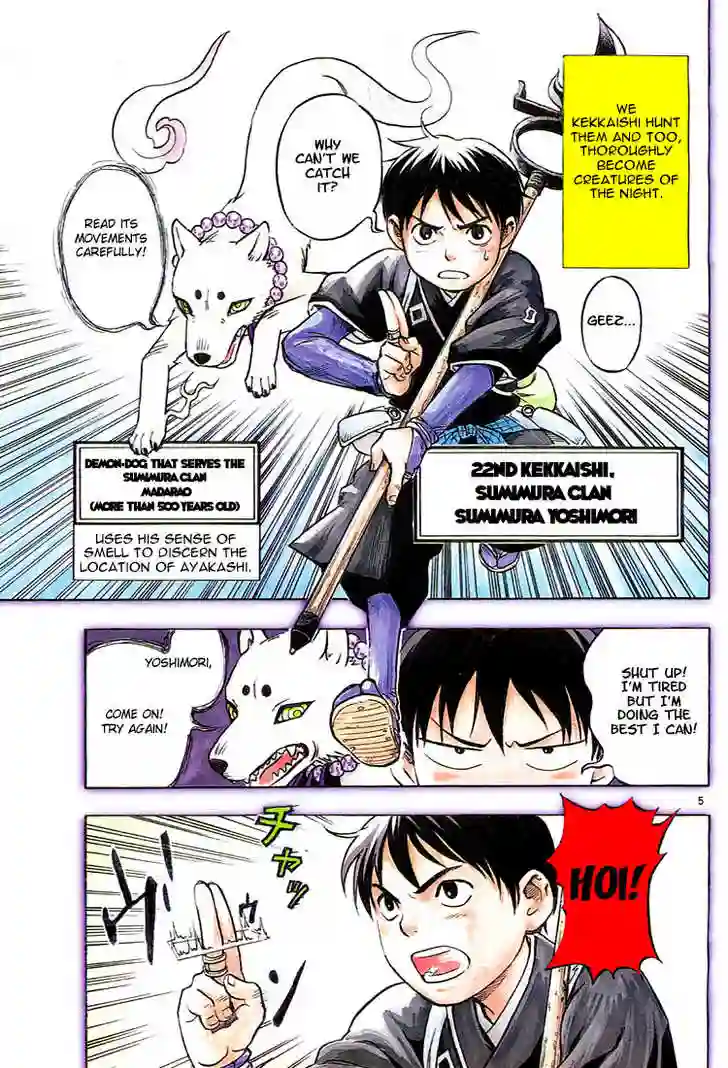 WE
KEKKAISHI HUNT
THEM AND TOO,
THOROUGHLY
BECOME
CREATURES OF
THE NIGHT.
GEEZ...
WHY
CAN'T WE
CATCH
IT?
READ ITS
MOVEMENTS
CAREFULLY!
22ND KEKKAISHI,
SUMIMURA CLAN
SUMIMURA YOSHIMORI
DEMON-DOG THAT SERVES THE
SUMIMURA CLAN
MADARAO
(MORE THAN 500 YEARS OLD)
USES HIS SENSE OF
SMELL TO DISCERN THE
LOCATION OF AYAKASHI.
SHUT UP!
I'M TIRED
BUT I'M
DOING THE
BEST I CAN!
YOSHIMORI,
COME ON!
TRY AGAIN!
5
HOI!
チャッ
ヅッ